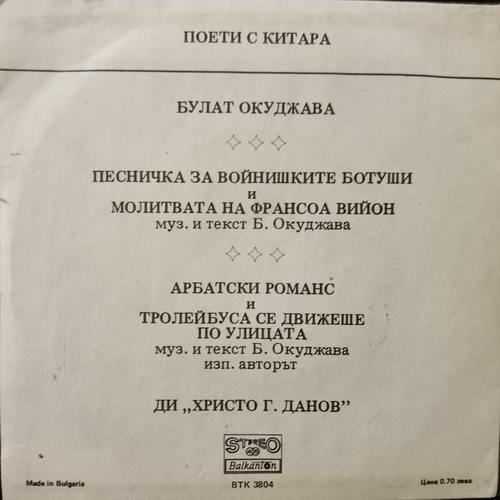 ПОЕТИ С КИТАРА
БУЛАТ ОКУДЖАВА
ПЕСНИЧКА ЗА ВОЙНИШКИТЕ БОТУШИ
и
МОЛИТВАТА НА ФРАНСОА ВИЙОН
муз. и текст Б. Окуджава
АРБАТСКИ РОМАНС
и
ТРОЛЕЙБУСА СЕ ДВИЖЕШЕ
ПО УЛИЦАТА
муз. и текст Б. Окуджава
изп. авторът
ДИ „ХРИСТО Г. ДАНОВ”
STEREO
Balkanton
Made in Bulgaria
ВТК 3804
Цена 0.70 лева